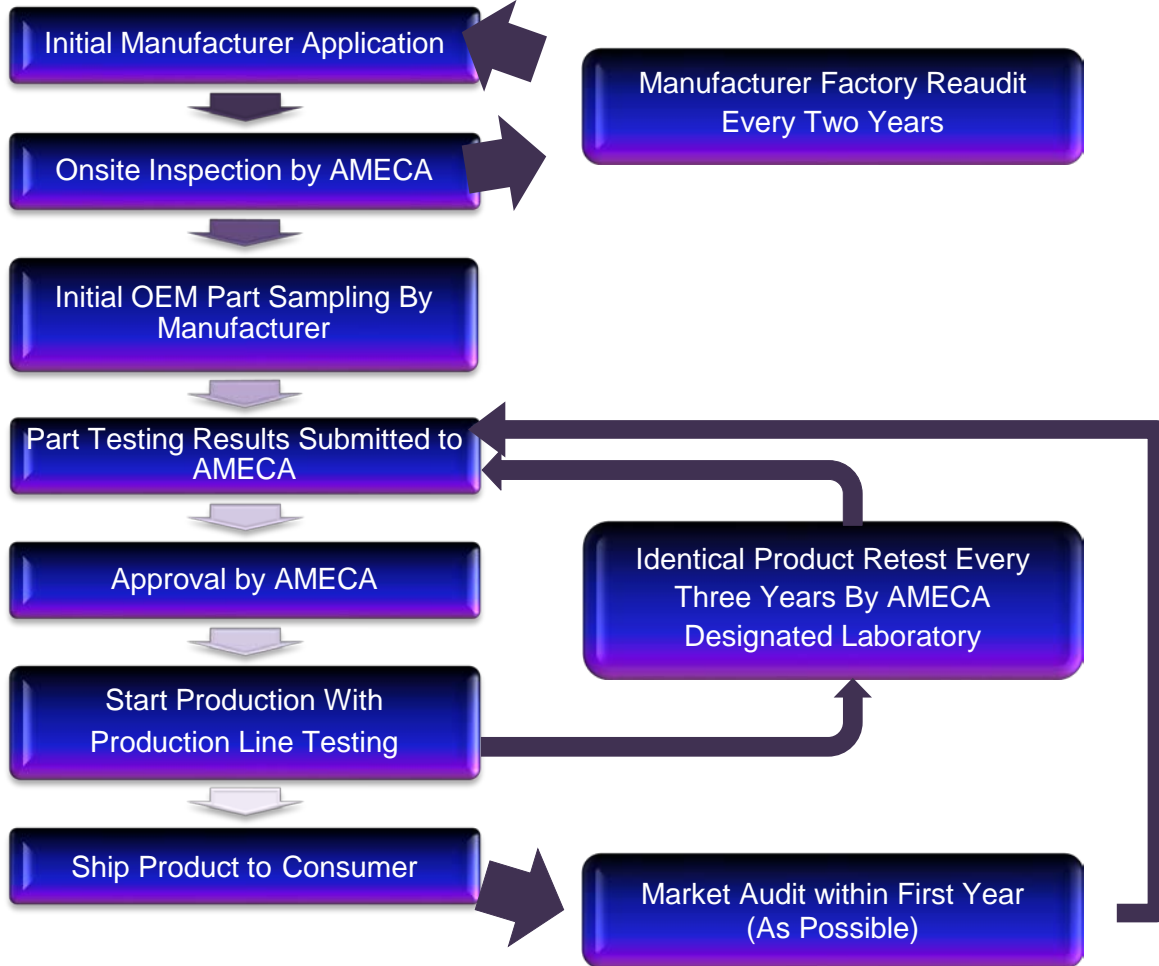 Initial Manufacturer Application
Manufacturer Factory Reaudit
Every Two Years
Onsite Inspection by AMECA
Initial OEM Part Sampling By
Manufacturer
Part Testing Results Submitted to
AMECA
Approval by AMECA
Identical Product Retest Every
Three Years By AMECA
Designated Laboratory
Start Production With
Production Line Testing
Ship Product to Consumer
Market Audit within First Year
(As Possible)